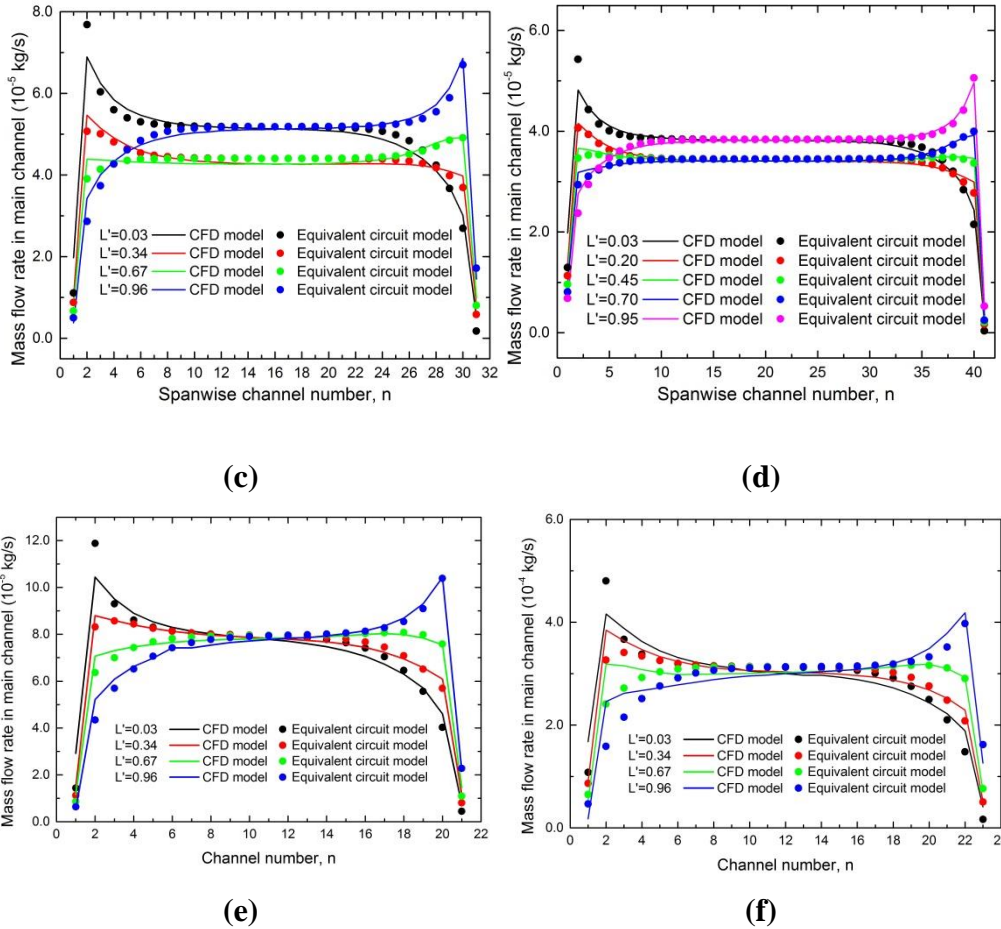 8.0
6.0
4.0
2.0
0.0
Mass flow rate in main channel (10⁻⁵ kg/s)
L'=0.03 CFD model Equivalent circuit model
L'=0.34 CFD model Equivalent circuit model
L'=0.67 CFD model Equivalent circuit model
L'=0.96 CFD model Equivalent circuit model
0 2 4 6 8 10 12 14 16 18 20 22 24 26 28 30 32
Spanwise channel number, n
(c)
6.0
4.0
2.0
0.0
Mass flow rate in main channel (10⁻⁵ kg/s)
L'=0.03 CFD model Equivalent circuit model
L'=0.20 CFD model Equivalent circuit model
L'=0.45 CFD model Equivalent circuit model
L'=0.70 CFD model Equivalent circuit model
L'=0.95 CFD model Equivalent circuit model
0 5 10 15 20 25 30 35 40
Spanwise channel number, n
(d)
12.0
10.0
8.0
6.0
4.0
2.0
0.0
Mass flow rate in main channel (10⁻⁵ kg/s)
L'=0.03 CFD model Equivalent circuit model
L'=0.34 CFD model Equivalent circuit model
L'=0.67 CFD model Equivalent circuit model
L'=0.96 CFD model Equivalent circuit model
0 2 4 6 8 10 12 14 16 18 20 22
Channel number, n
(e)
6.0
4.0
2.0
0.0
Mass flow rate in main channel (10⁻⁴ kg/s)
L'=0.03 CFD model Equivalent circuit model
L'=0.34 CFD model Equivalent circuit model
L'=0.67 CFD model Equivalent circuit model
L'=0.96 CFD model Equivalent circuit model
0 2 4 6 8 10 12 14 16 18 20 22
Channel number, n
(f)